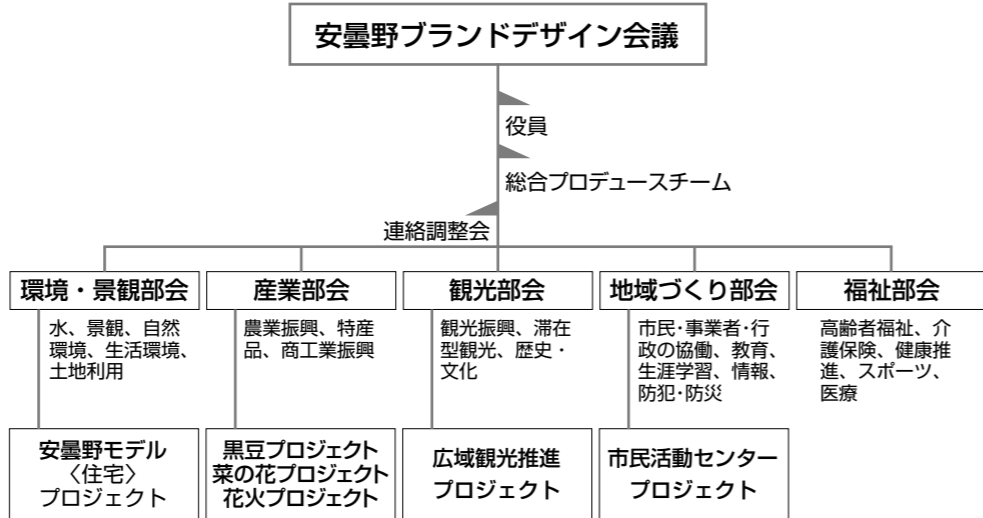 安曇野ブランドデザイン会議
役員
総合プロデュースチーム
連絡調整会
環境・景観部会
水、景観、自然
環境、生活環境、
土地利用
安曇野モデル
〈住宅〉
プロジェクト
産業部会
農業振興、特産
品、商工業振興
黒豆プロジェクト
菜の花プロジェクト
花火プロジェクト
観光部会
観光振興、滞在
型観光、歴史・
文化
広域観光推進
プロジェクト
地域づくり部会
市民・事業者・行
政の協働、教育、
生涯学習、情報、
防犯・防災
市民活動センター
プロジェクト
福祉部会
高齢者福祉、介
護保険、健康推
進、スポーツ、
医療